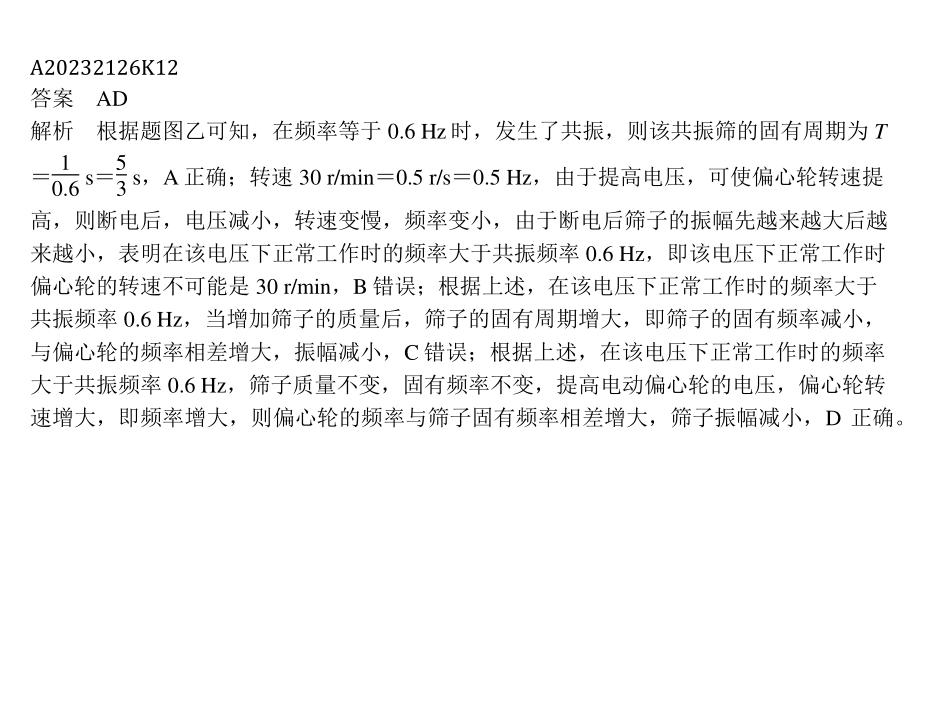 A20232126K12
答案　AD
解析　根据题图乙可知，在频率等于 0.6 Hz 时，发生了共振，则该共振筛的固有周期为 T
＝1/0.6 s＝5/3 s，A 正确；转速 30 r/min＝0.5 r/s＝0.5 Hz，由于提高电压，可使偏心轮转速提
高，则断电后，电压减小，转速变慢，频率变小，由于断电后筛子的振幅先越来越大后越
来越小，表明在该电压下正常工作时的频率大于共振频率 0.6 Hz，即该电压下正常工作时
偏心轮的转速不可能是 30 r/min，B 错误；根据上述，在该电压下正常工作时的频率大于
共振频率 0.6 Hz，当增加筛子的质量后，筛子的固有周期增大，即筛子的固有频率减小，
与偏心轮的频率相差增大，振幅减小，C 错误；根据上述，在该电压下正常工作时的频率
大于共振频率 0.6 Hz，筛子质量不变，固有频率不变，提高电动偏心轮的电压，偏心轮转
速增大，即频率增大，则偏心轮的频率与筛子固有频率相差增大，筛子振幅减小，D 正确。